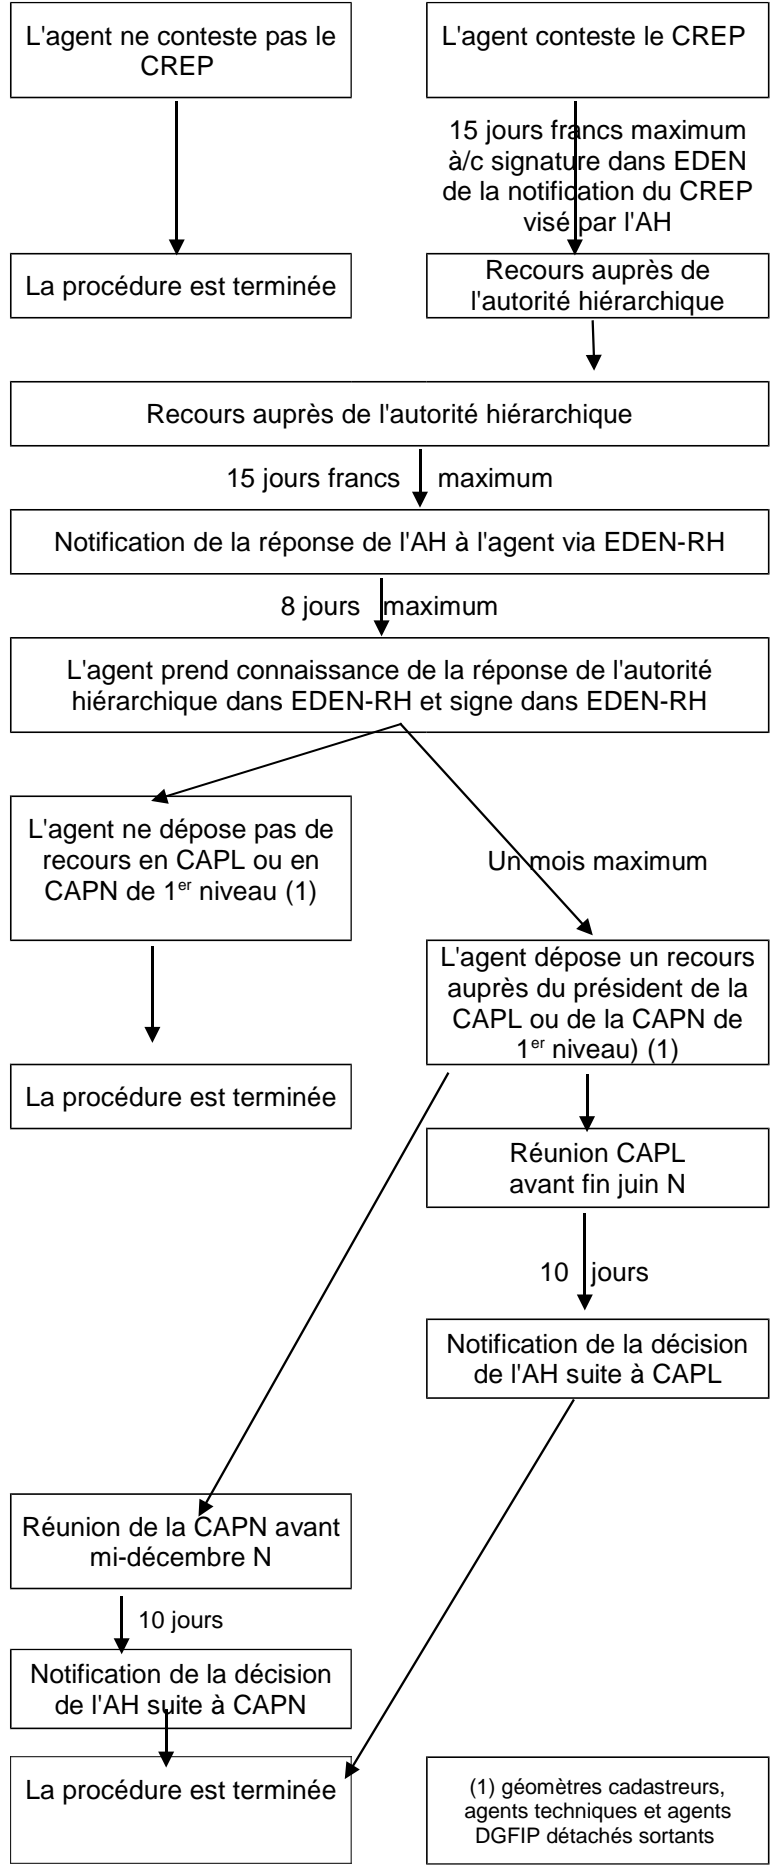 L'agent ne conteste pas le
CREP
L'agent conteste le CREP
15 jours francs maximum
à/c signature dans EDEN
de la notification du CREP
visé par l'AH
La procédure est terminée
Recours auprès de
l'autorité hiérarchique
Recours auprès de l'autorité hiérarchique
15 jours francs maximum
Notification de la réponse de l'AH à l'agent via EDEN-RH
8 jours maximum
L'agent prend connaissance de la réponse de l'autorité
hiérarchique dans EDEN-RH et signe dans EDEN-RH
L'agent ne dépose pas de
recours en CAPL ou en
CAPN de 1er niveau (1)
Un mois maximum
L'agent dépose un recours
auprès du président de la
CAPL ou de la CAPN de
1er niveau) (1)
La procédure est terminée
Réunion CAPL
avant fin juin N
10 jours
Notification de la décision
de l'AH suite à CAPL
Réunion de la CAPN avant
mi-décembre N
10 jours
Notification de la décision
de l'AH suite à CAPN
La procédure est terminée
(1) géomètres cadastreurs,
agents techniques et agents
DGFIP détachés sortants